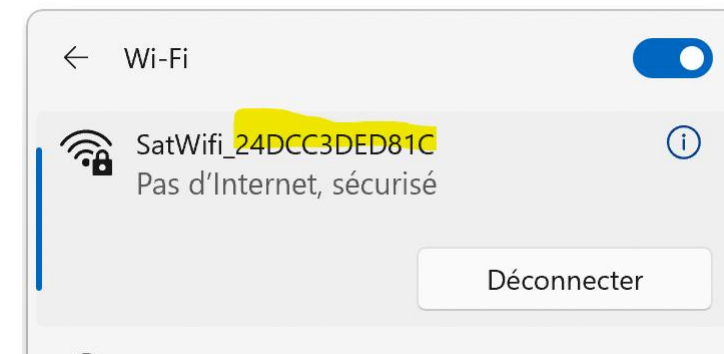 Wi-Fi
SatWifi_24DCC3DED81C
Pas d’Internet, sécurisé
Déconnecter